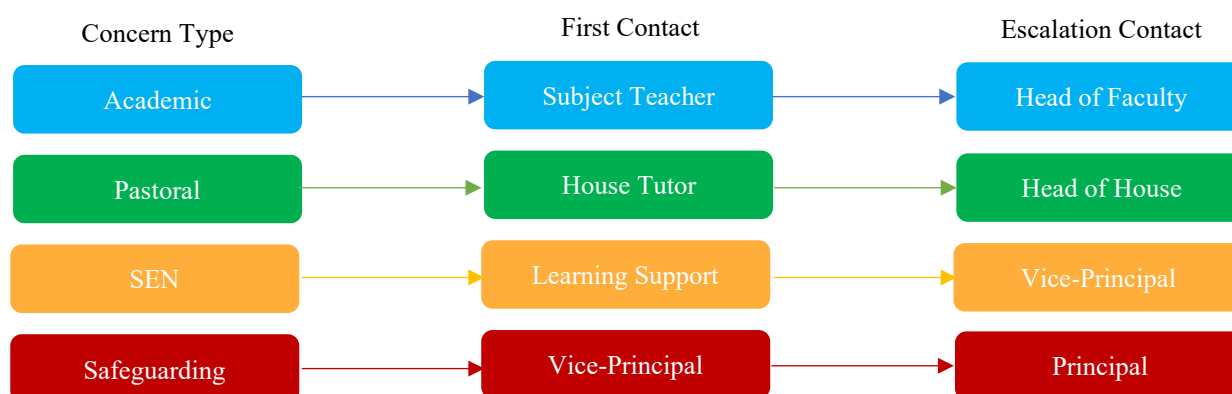 Concern Type First Contact Escalation Contact
Academic Subject Teacher Head of Faculty
Pastoral House Tutor Head of House
SEN Learning Support Vice-Principal
Safeguarding Vice-Principal Principal